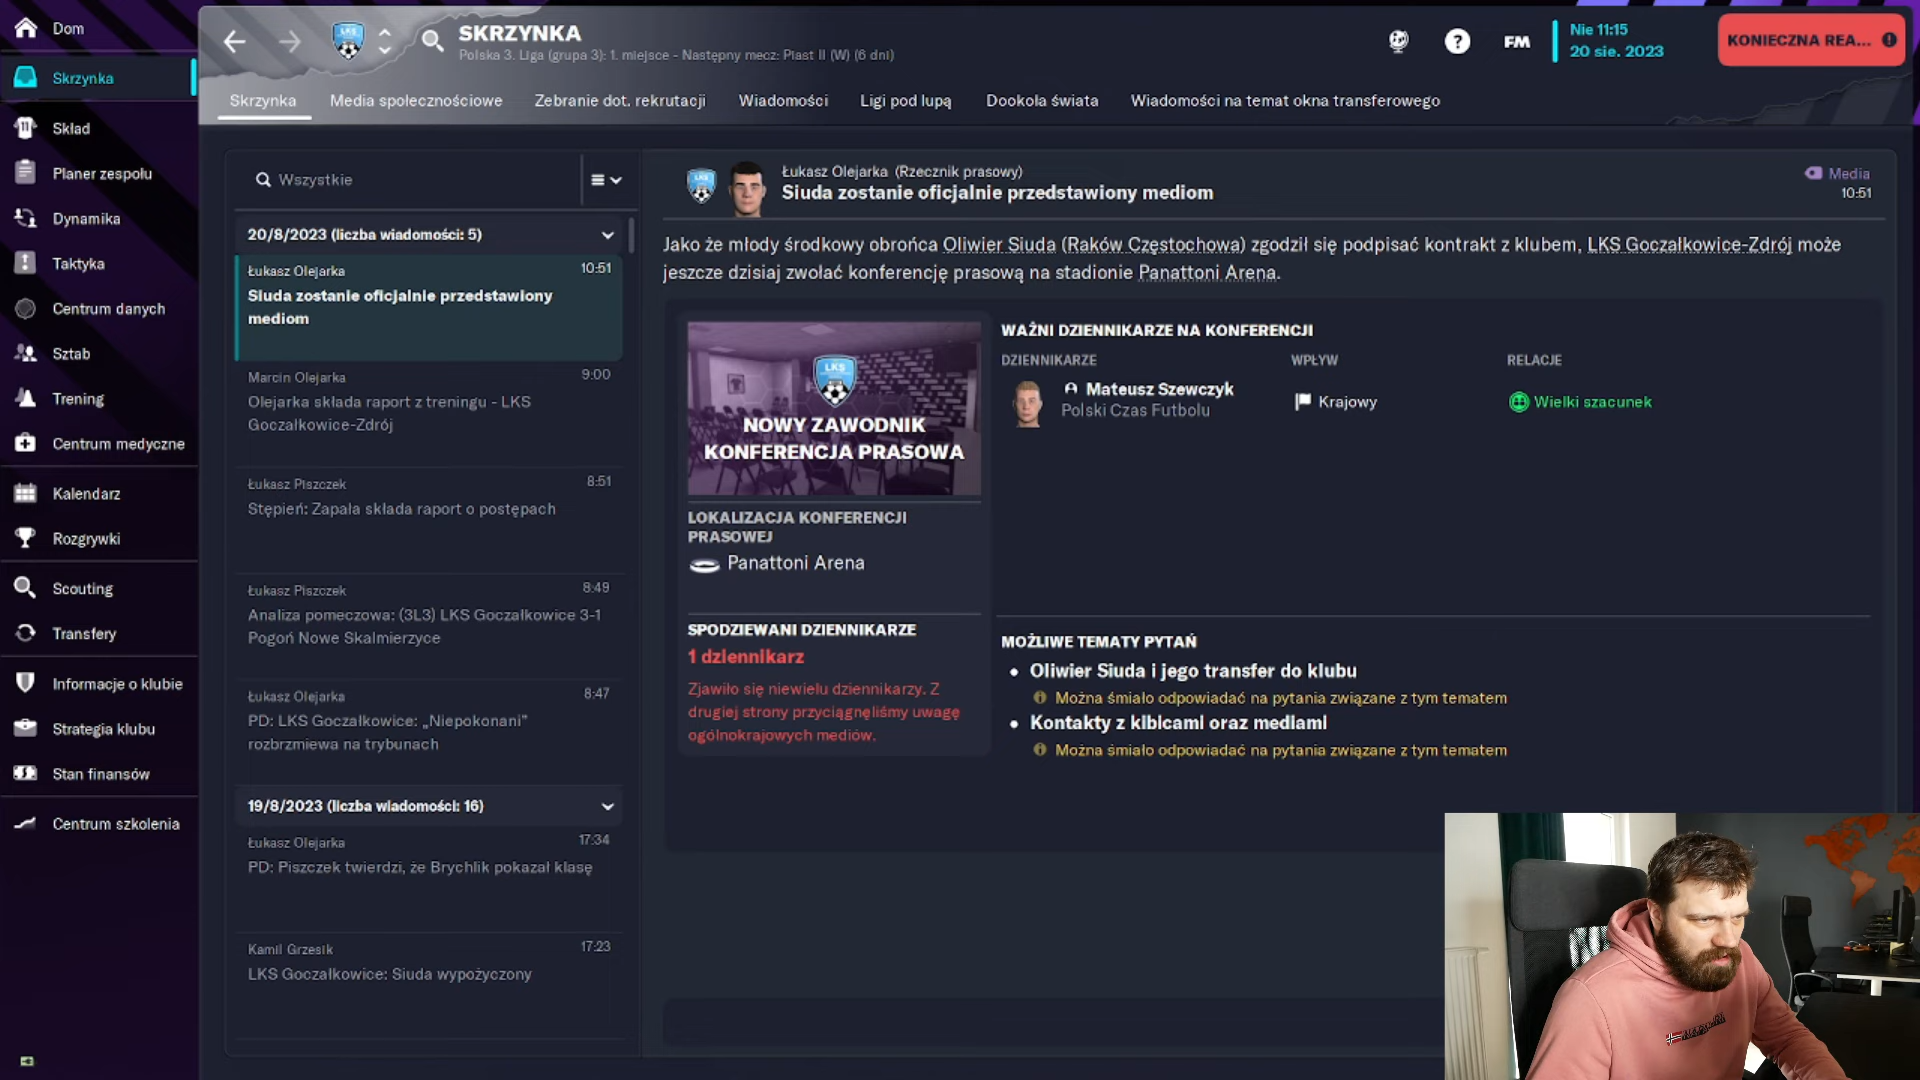 Dom
Skrzynka
Skład
Planer zespołu
Dynamika
Taktyka
Centrum danych
Sztab
Trening
Centrum medyczne
Kalendarz
Rozgrywki
Scouting
Transfery
Informacje o klubie
Strategia klubu
Stan finansów
Centrum szkolenia
SKRZYNKA
Polska 3. Liga (grupa 3): 1. miejsce - Następny mecz: Piast II (W) (6 dni)
FM
Nie 11:15
20 sie. 2023
KONIECZNA REA...
Skrzynka
Media społecznościowe
Zebranie dot. rekrutacji
Wiadomości
Ligi pod lupą
Dookoła świata
Wiadomości na temat okna transferowego
Wszystkie
20/8/2023 (liczba wiadomości: 5)
Łukasz Olejarka 10:51
Siuda zostanie oficjalnie przedstawiony
mediom
Marcin Olejarka 9:00
Olejarka składa raport z treningu - LKS
Goczałkowice-Zdrój
Łukasz Piszczek 8:51
Stępień: Zapała składa raport o postępach
Łukasz Piszczek 8:49
Analiza pomeczowa: (3L3) LKS Goczałkowice 3-1
Pogoń Nowe Skalmierzyce
Łukasz Olejarka 8:47
PD: LKS Goczałkowice: „Niepokonani”
rozbrzmiewa na trybunach
19/8/2023 (liczba wiadomości: 16)
Łukasz Olejarka 17:34
PD: Piszczek twierdzi, że Brychlik pokazał klasę
Kamil Grzesik 17:23
LKS Goczałkowice: Siuda wypożyczony
Łukasz Olejarka (Rzecznik prasowy)
Siuda zostanie oficjalnie przedstawiony mediom
Media
10:51
Jako że młody środkowy obrońca Oliwier Siuda (Raków Częstochowa) zgodził się podpisać kontrakt z klubem, LKS Goczałkowice-Zdrój może
jeszcze dzisiaj zwołać konferencję prasową na stadionie Panattoni Arena.
LKS
NOWY ZAWODNIK
KONFERENCJA PRASOWA
LOKALIZACJA KONFERENCJI
PRASOWEJ
Panattoni Arena
SPODZIEWANI DZIENNIKARZE
1 dziennikarz
Zjawiło się niewielu dziennikarzy. Z
drugiej strony przyciągnęliśmy uwagę
ogólnokrajowych mediów.
WAŻNI DZIENNIKARZE NA KONFERENCJI
DZIENNIKARZE WPŁYW RELACJE
Mateusz Szewczyk
Polski Czas Futbolu
Krajowy
Wielki szacunek
MOŻLIWE TEMATY PYTAŃ
Oliwier Siuda i jego transfer do klubu
Można śmiało odpowiadać na pytania związane z tym tematem
Kontakty z kibicami oraz mediami
Można śmiało odpowiadać na pytania związane z tym tematem